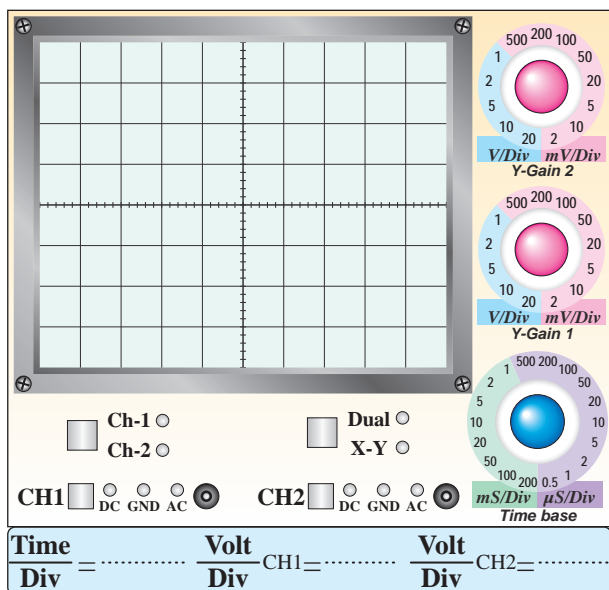 500 200 100
1 50
2 20
5 5
10 10
20 2
V/Div mV/Div
Y-Gain 2
500 200 100
1 50
2 20
5 5
10 10
20 2
V/Div mV/Div
Y-Gain 1
500 200
1 100
2 50
5 20
10 10
20 5
50 2
100 200 0.5 1
mS/Div µS/Div
Time base
Ch-1
Ch-2
Dual
X-Y
CH1 DC GND AC
CH2 DC GND AC
Time/Div = ............ Volt/Div CH1= ............ Volt/Div CH2= ............